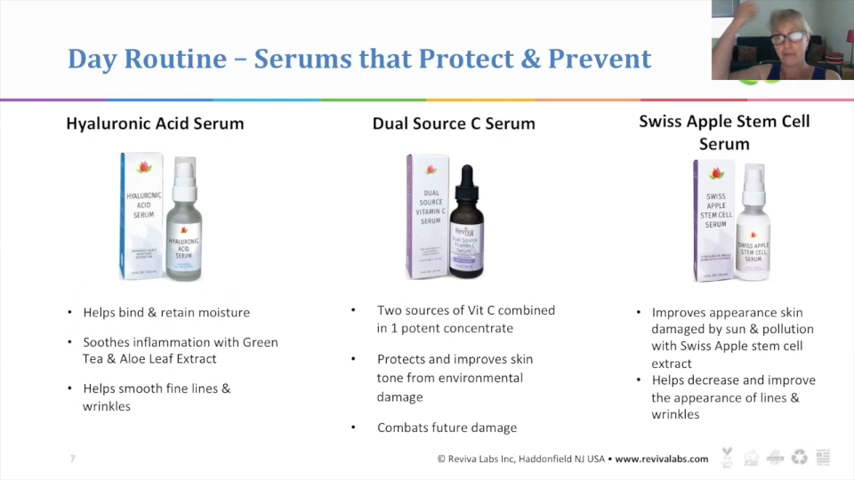 Day Routine – Serums that Protect & Prevent
Hyaluronic Acid Serum
HYALURONIC
ACID
SERUM
HYALURONIC
ACID
SERUM
• Helps bind & retain moisture
• Soothes inflammation with Green
Tea & Aloe Leaf Extract
• Helps smooth fine lines &
wrinkles
Dual Source C Serum
DUAL
SOURCE
VITAMIN C
SERUM
Reviva
Dual Source
Vitamin C
Serum
• Two sources of Vit C combined
in 1 potent concentrate
• Protects and improves skin
tone from environmental
damage
• Combats future damage
Swiss Apple Stem Cell
Serum
SWISS
APPLE
STEM CELL
SERUM
SWISS APPLE
STEM CELL
SERUM
• Improves appearance skin
damaged by sun & pollution
with Swiss Apple stem cell
extract
• Helps decrease and improve
the appearance of lines &
wrinkles
7
© Reviva Labs Inc, Haddonfield NJ USA • www.revivalabs.com